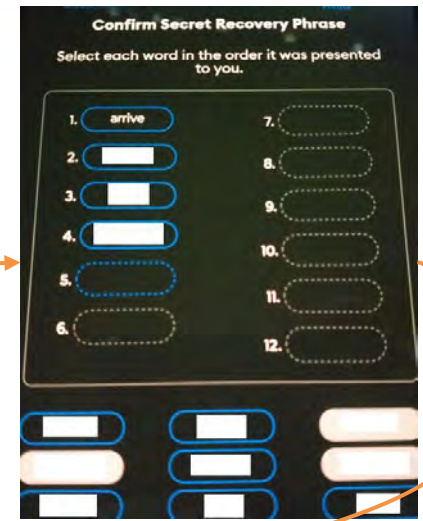 Confirm Secret Recovery Phrase
Select each word in the order it was presented
to you.
1. arrive
2.
3.
4.
5.
6.
7.
8.
9.
10.
11.
12.